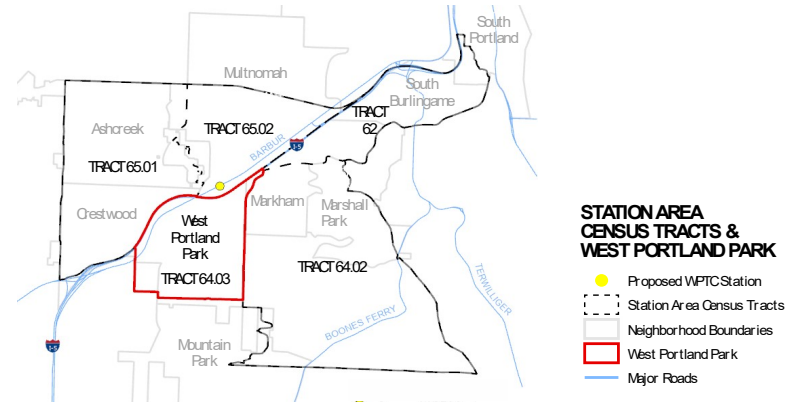 South
Portland
Multnomah
South
Burlingame
TRACT
62
TRACT 65.02
Ashcreek
BARBUR
I-5
TRACT 65.01
Crestwood
West
Portland
Park
Markham
Marshall
Park
TRACT 64.03
TRACT 64.02
TERWILLIGER
BOONES FERRY
Mountain
Park
I-5
STATION AREA
CENSUS TRACTS &
WEST PORTLAND PARK
Proposed WPTC Station
Station Area Census Tracts
Neighborhood Boundaries
West Portland Park
Major Roads